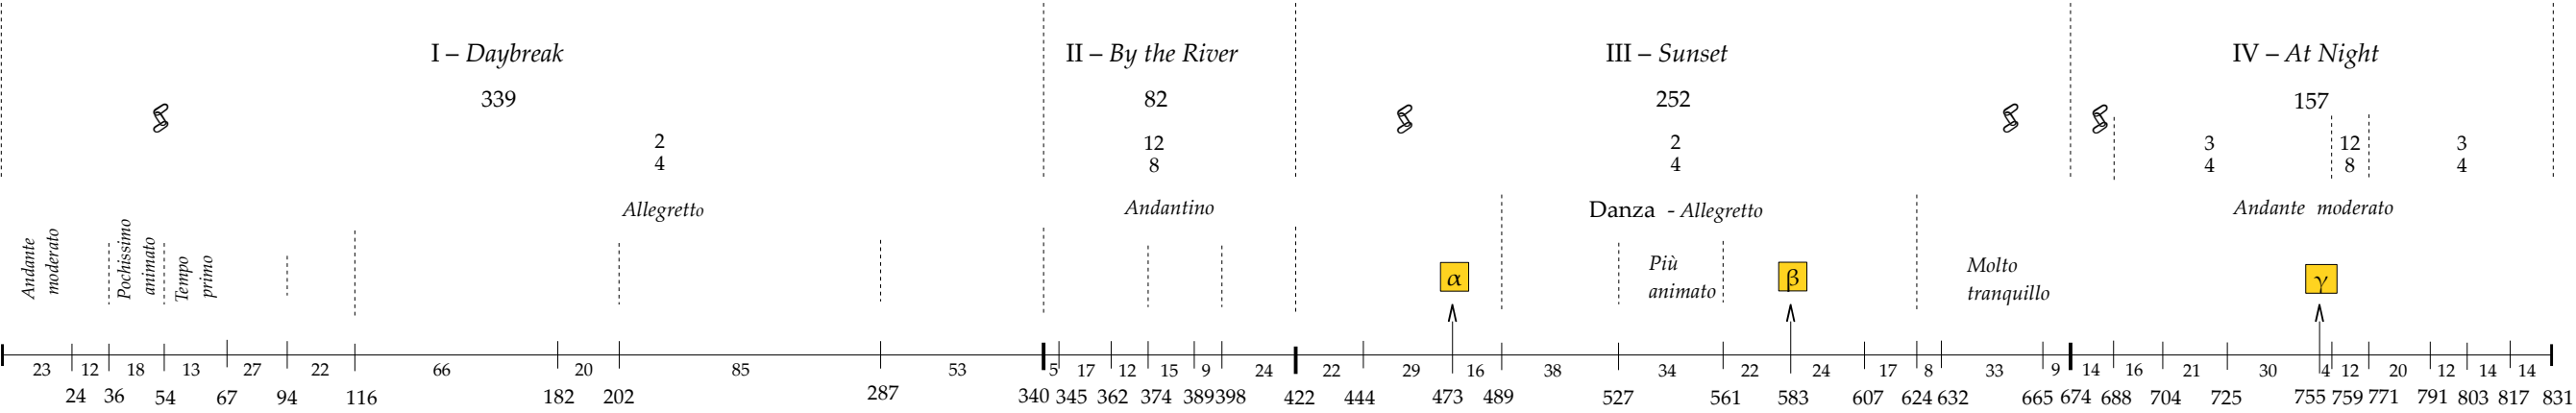 I – Daybreak
II – By the River
III – Sunset
IV – At Night
339
82
252
157
2
4
12
8
2
4
3
4
12
8
3
4
Andante moderato
Pochissimo animato
Tempo primo
Allegretto
Andantino
Danza - Allegretto
Più animato
Molto tranquillo
Andante moderato
α
β
γ
23 12 18 13 27 22 66 20 85 53 5 17 12 15 9 24 22 29 16 38 34 22 24 17 8 33 9 14 16 21 30 4 12 20 12 14 14
24 36 54 67 94 116 182 202 287 340 345 362 374 389 398 422 444 473 489 527 561 583 607 624 632 665 674 688 704 725 755 759 771 791 803 817 831